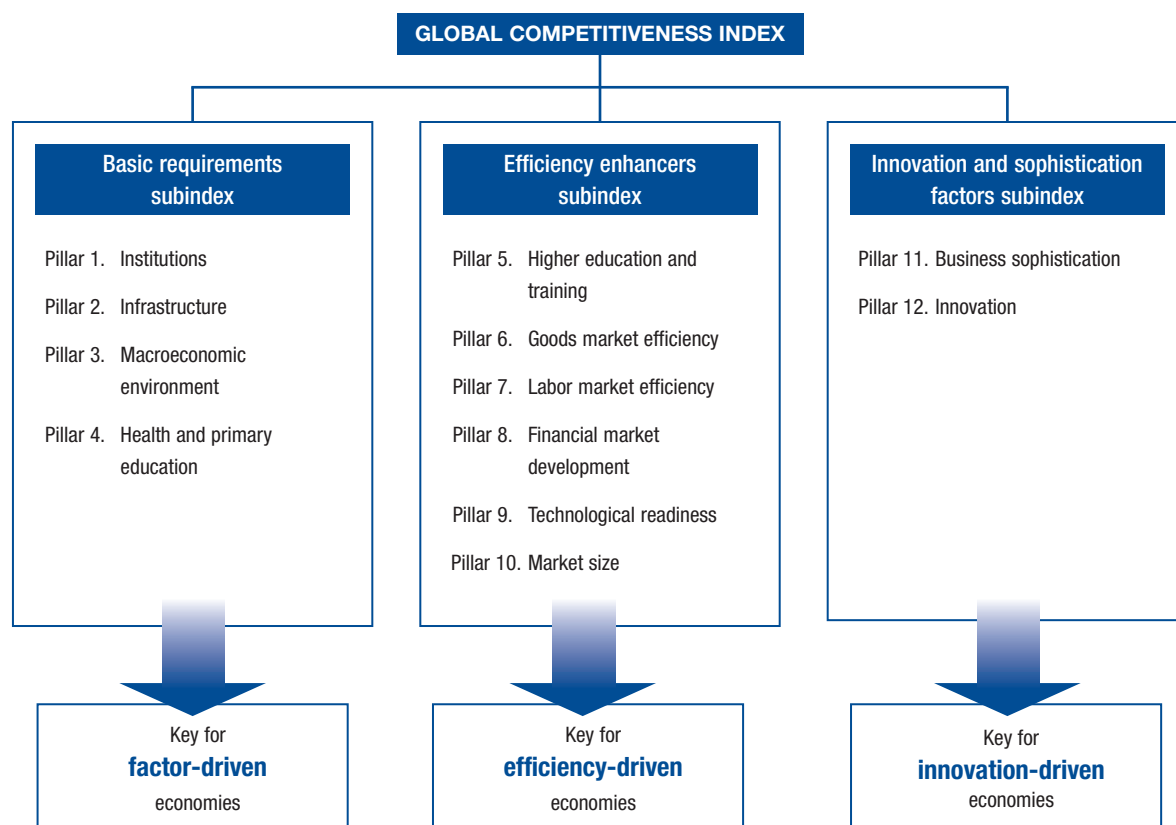 GLOBAL COMPETITIVENESS INDEX
Basic requirements
subindex
Pillar 1. Institutions
Pillar 2. Infrastructure
Pillar 3. Macroeconomic
environment
Pillar 4. Health and primary
education
Key for
factor-driven
economies
Efficiency enhancers
subindex
Pillar 5. Higher education and
training
Pillar 6. Goods market efficiency
Pillar 7. Labor market efficiency
Pillar 8. Financial market
development
Pillar 9. Technological readiness
Pillar 10. Market size
Key for
efficiency-driven
economies
Innovation and sophistication
factors subindex
Pillar 11. Business sophistication
Pillar 12. Innovation
Key for
innovation-driven
economies